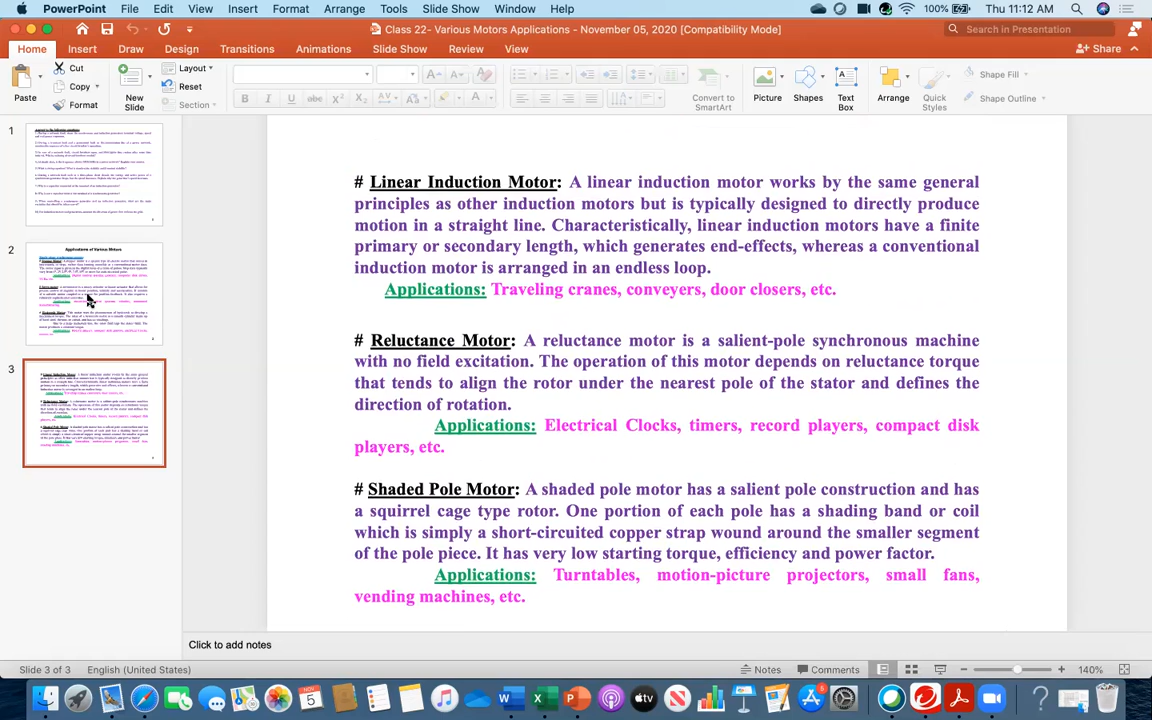 PowerPoint File Edit View Insert Format Arrange Tools Slide Show Window Help 100% Thu 11:12 AM
Class 22- Various Motors Applications - November 05, 2020 [Compatibility Mode] Search in Presentation
Home Insert Draw Design Transitions Animations Slide Show Review View Share
Paste Cut Copy Format
New Slide Layout Reset Section
B I U abc X² X₂ AV Aa A
Convert to SmartArt Picture Shapes Text Box Arrange Quick Styles Shape Fill Shape Outline
1
2
Applications of Various Motors
3
# Linear Induction Motor: A linear induction motor works by the same general
principles as other induction motors but is typically designed to directly produce
motion in a straight line. Characteristically, linear induction motors have a finite
primary or secondary length, which generates end-effects, whereas a conventional
induction motor is arranged in an endless loop.
Applications: Traveling cranes, conveyers, door closers, etc.
# Reluctance Motor: A reluctance motor is a salient-pole synchronous machine
with no field excitation. The operation of this motor depends on reluctance torque
that tends to align the rotor under the nearest pole of the stator and defines the
direction of rotation.
Applications: Electrical Clocks, timers, record players, compact disk
players, etc.
# Shaded Pole Motor: A shaded pole motor has a salient pole construction and has
a squirrel cage type rotor. One portion of each pole has a shading band or coil
which is simply a short-circuited copper strap wound around the smaller segment
of the pole piece. It has very low starting torque, efficiency and power factor.
Applications: Turntables, motion-picture projectors, small fans,
vending machines, etc.
Click to add notes
Slide 3 of 3 English (United States) Notes Comments 140%